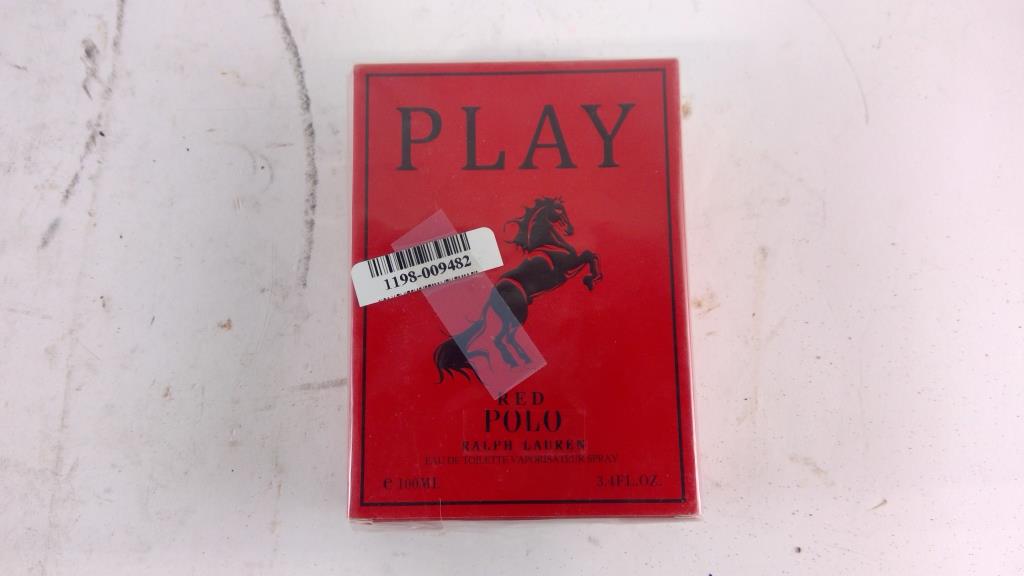 PLAY
1198-009482
RED
POLO
RALPH LAUREN
EAU DE TOILETTE VAPORISATEUR SPRAY
e 100ML 3.4FL.OZ.